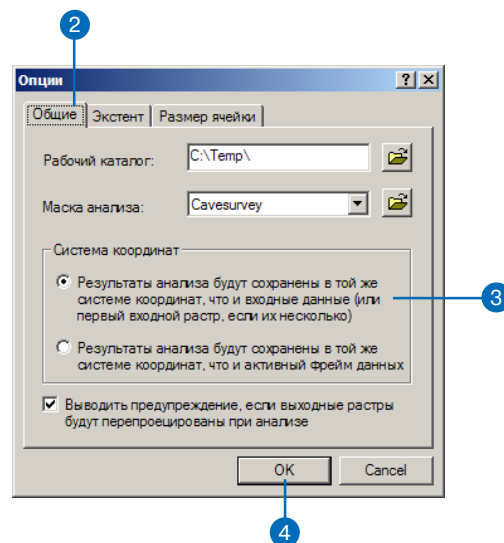 2
Опции
Общие Экстент Размер ячейки
Рабочий каталог: C:\Temp\
Маска анализа: Cavesurvey
Система координат
Результаты анализа будут сохранены в той же
системе координат, что и входные данные (или
первый входной растр, если их несколько)
3
Результаты анализа будут сохранены в той же
системе координат, что и активный фрейм данных
Выводить предупреждение, если выходные растры
будут перепроецированы при анализе
OK Cancel
4